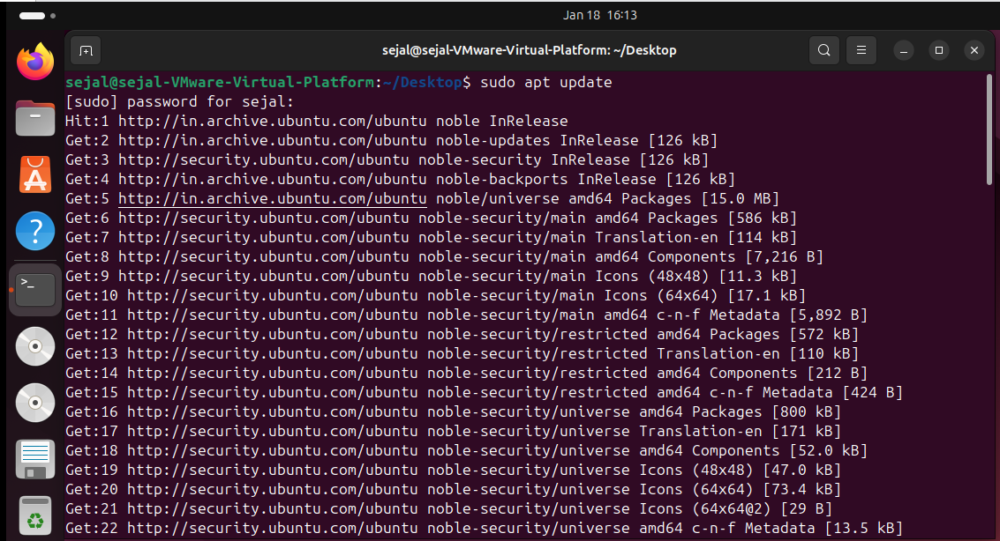 Jan 18 16:13
sejal@sejal-VMware-Virtual-Platform: ~/Desktop
sejal@sejal-VMware-Virtual-Platform:~/Desktop$ sudo apt update
[sudo] password for sejal:
Hit:1 http://in.archive.ubuntu.com/ubuntu noble InRelease
Get:2 http://in.archive.ubuntu.com/ubuntu noble-updates InRelease [126 kB]
Get:3 http://security.ubuntu.com/ubuntu noble-security InRelease [126 kB]
Get:4 http://in.archive.ubuntu.com/ubuntu noble-backports InRelease [126 kB]
Get:5 http://in.archive.ubuntu.com/ubuntu noble/universe amd64 Packages [15.0 MB]
Get:6 http://security.ubuntu.com/ubuntu noble-security/main amd64 Packages [586 kB]
Get:7 http://security.ubuntu.com/ubuntu noble-security/main Translation-en [114 kB]
Get:8 http://security.ubuntu.com/ubuntu noble-security/main amd64 Components [7,216 B]
Get:9 http://security.ubuntu.com/ubuntu noble-security/main Icons (48x48) [11.3 kB]
Get:10 http://security.ubuntu.com/ubuntu noble-security/main Icons (64x64) [17.1 kB]
Get:11 http://security.ubuntu.com/ubuntu noble-security/main amd64 c-n-f Metadata [5,892 B]
Get:12 http://security.ubuntu.com/ubuntu noble-security/restricted amd64 Packages [572 kB]
Get:13 http://security.ubuntu.com/ubuntu noble-security/restricted Translation-en [110 kB]
Get:14 http://security.ubuntu.com/ubuntu noble-security/restricted amd64 Components [212 B]
Get:15 http://security.ubuntu.com/ubuntu noble-security/restricted amd64 c-n-f Metadata [424 B]
Get:16 http://security.ubuntu.com/ubuntu noble-security/universe amd64 Packages [800 kB]
Get:17 http://security.ubuntu.com/ubuntu noble-security/universe Translation-en [171 kB]
Get:18 http://security.ubuntu.com/ubuntu noble-security/universe amd64 Components [52.0 kB]
Get:19 http://security.ubuntu.com/ubuntu noble-security/universe Icons (48x48) [47.0 kB]
Get:20 http://security.ubuntu.com/ubuntu noble-security/universe Icons (64x64) [73.4 kB]
Get:21 http://security.ubuntu.com/ubuntu noble-security/universe Icons (64x64@2) [29 B]
Get:22 http://security.ubuntu.com/ubuntu noble-security/universe amd64 c-n-f Metadata [13.5 kB]